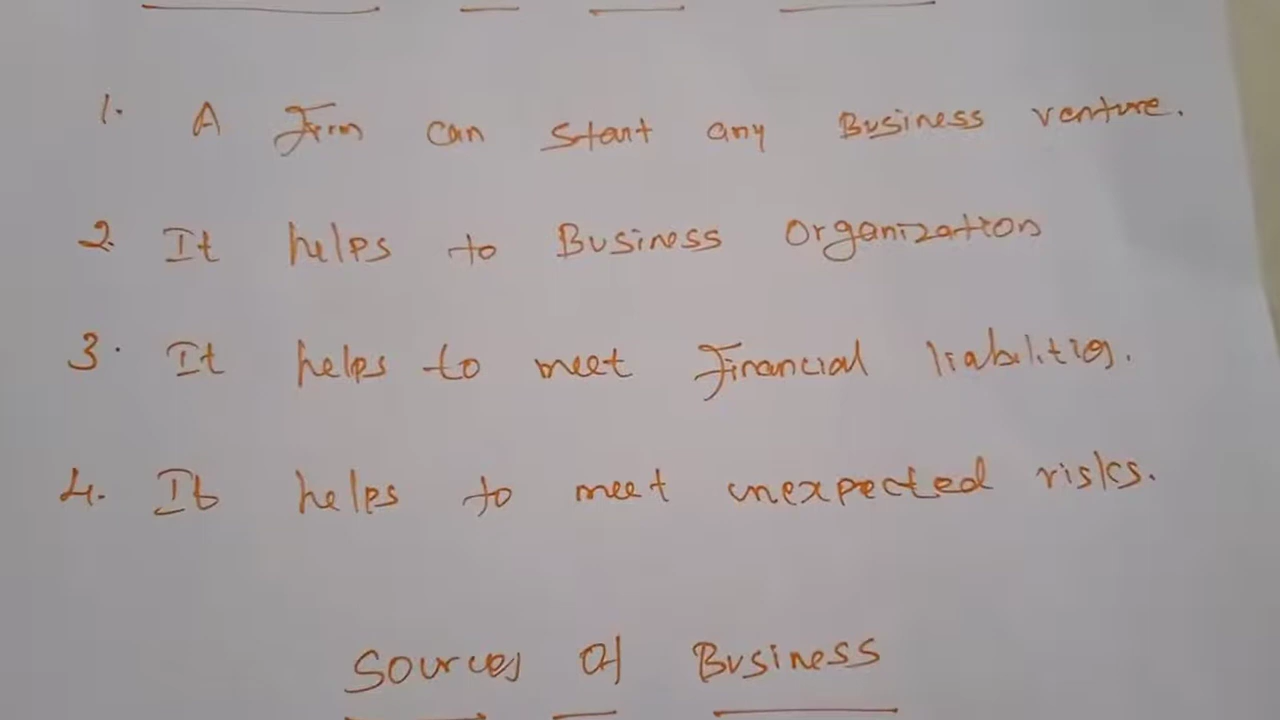 1. A Firm can start any Business venture.
2. It helps to Business Organization
3. It helps to meet Financial liabilities.
4. It helps to meet unexpected risks.
Sources Of Business